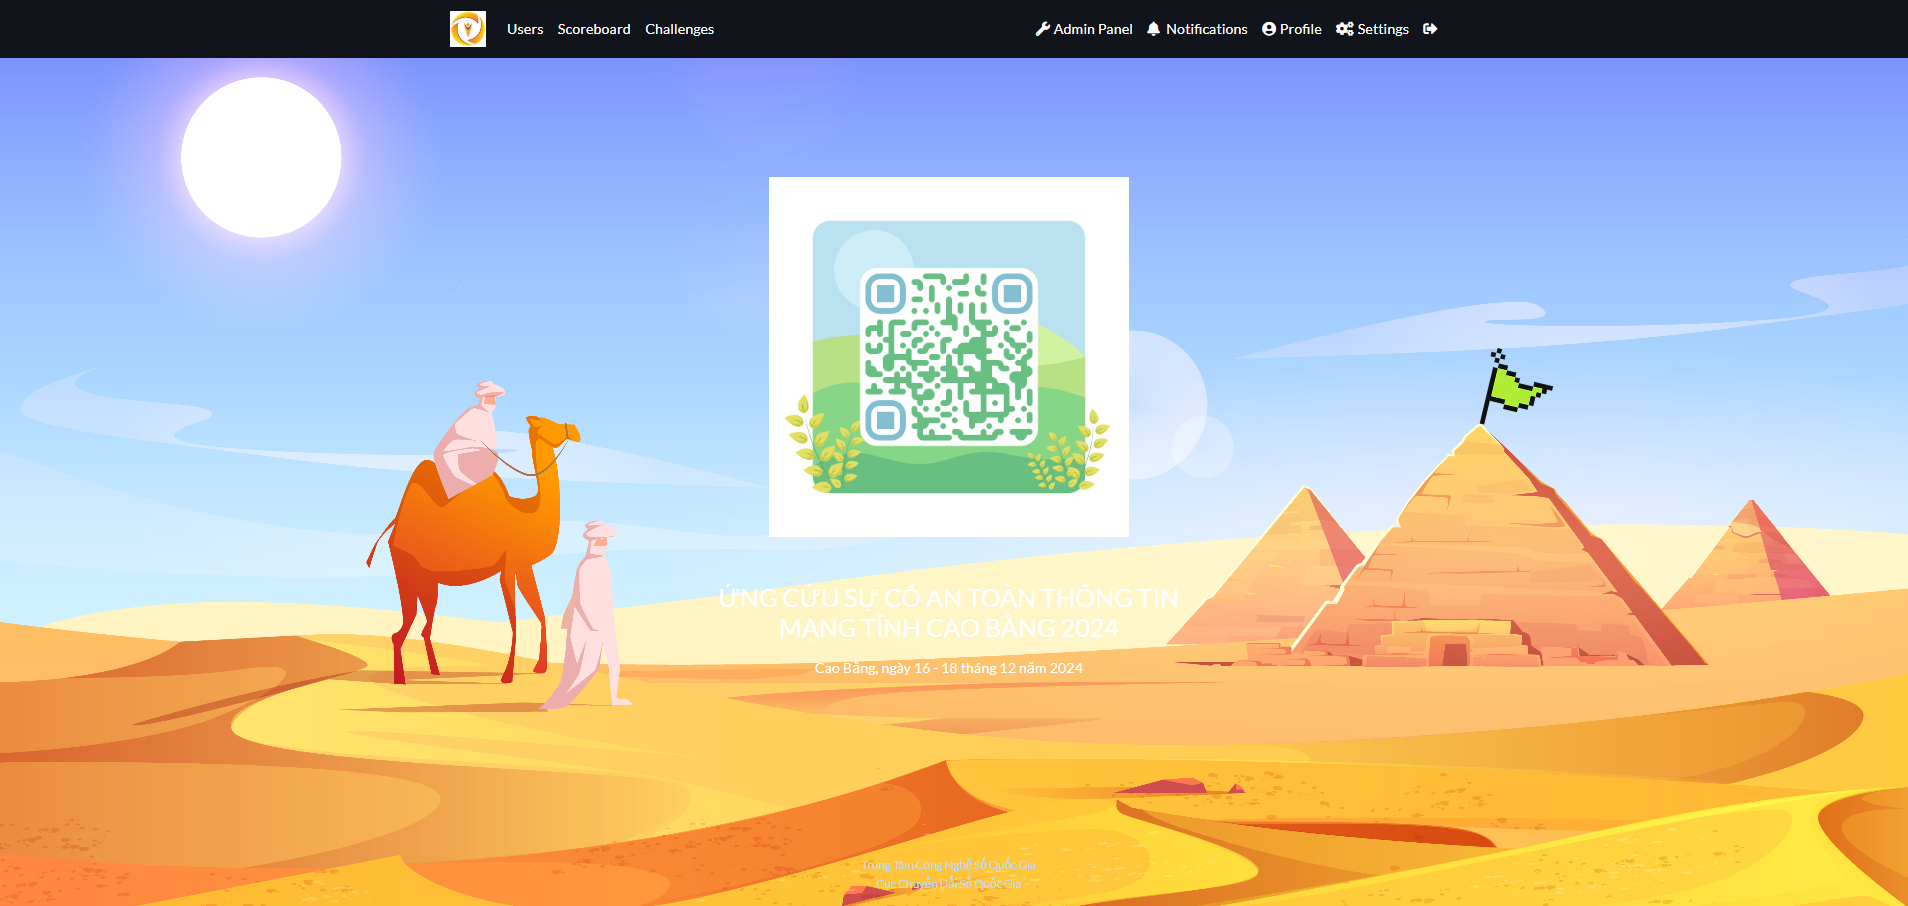 Users Scoreboard Challenges Admin Panel Notifications Profile Settings
ỨNG CỨU SỰ CỐ AN TOÀN THÔNG TIN
MẠNG TỈNH CAO BẰNG 2024
Cao Bằng, ngày 16 - 18 tháng 12 năm 2024
Trung Tâm Công Nghệ Số Quốc Gia
Cục Chuyển Đổi Số Quốc Gia